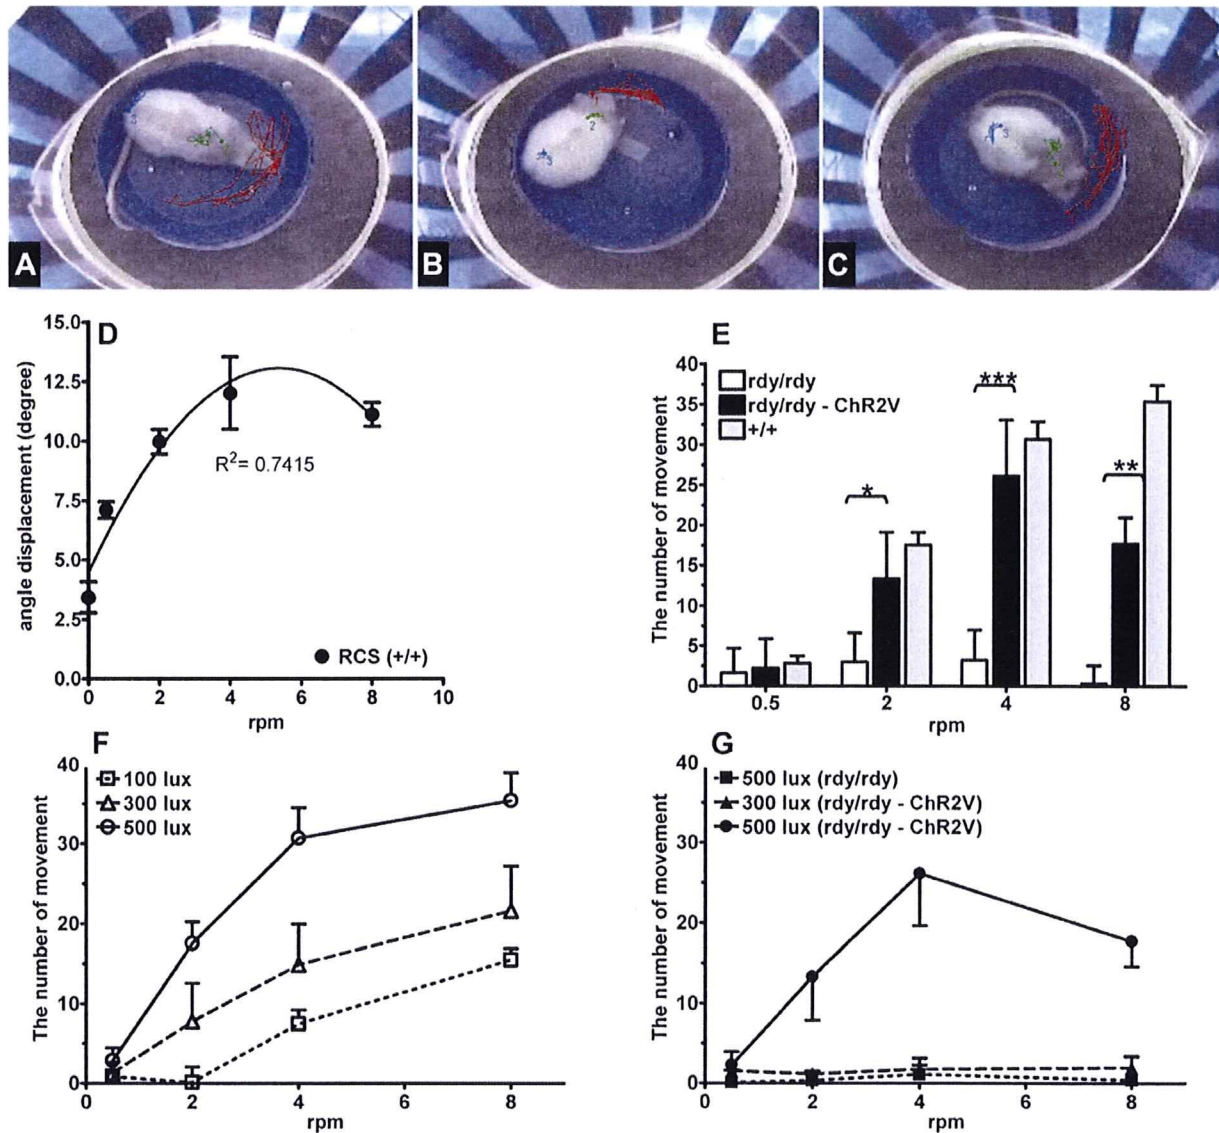 3
A
2
3
B
3
C
D
15.0
12.5
10.0
7.5
5.0
2.5
0.0
angle displacement (degree)
R²= 0.7415
RCS (+/+)
0 2 4 6 8 10
rpm
E
40
35
30
25
20
15
10
5
0
The number of movement
rdy/rdy
rdy/rdy - ChR2V
+/+
*
***
**
0.5 2 4 8
rpm
F
40
30
20
10
0
The number of movement
100 lux
300 lux
500 lux
0 2 4 6 8
rpm
G
40
30
20
10
0
The number of movement
500 lux (rdy/rdy)
300 lux (rdy/rdy - ChR2V)
500 lux (rdy/rdy - ChR2V)
0 2 4 6 8
rpm